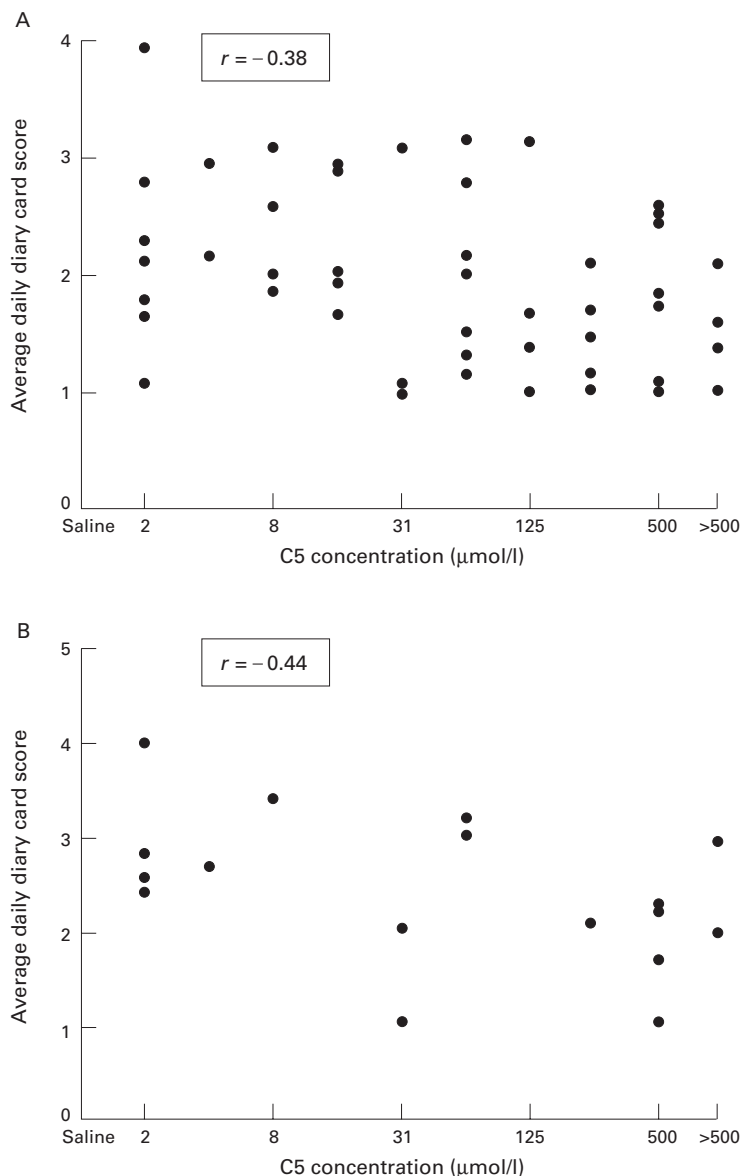 A
r = – 0.38
Average daily diary card score
4
3
2
1
0
Saline 2 8 31 125 500 >500
C5 concentration (μmol/l)
B
r = – 0.44
Average daily diary card score
5
4
3
2
1
0
Saline 2 8 31 125 500 >500
C5 concentration (μmol/l)